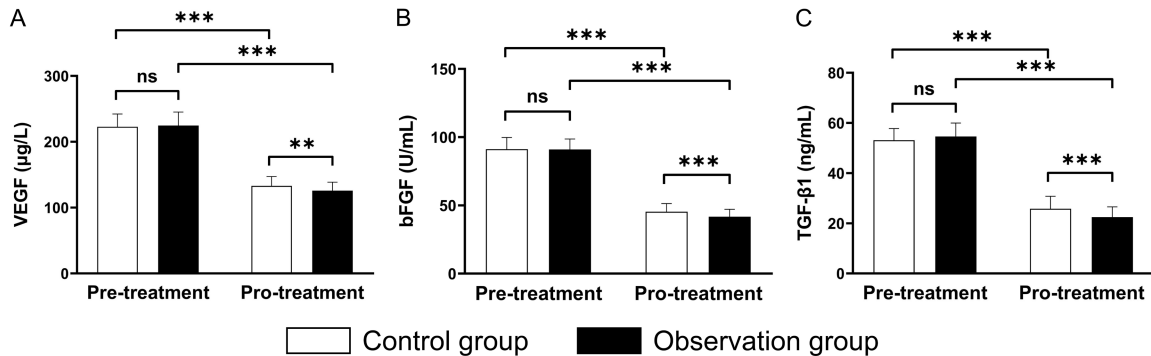 A
***
***
ns
**
VEGF (μg/L)
300
200
100
0
Pre-treatment
Pro-treatment
B
***
***
ns
***
bFGF (U/mL)
150
100
50
0
Pre-treatment
Pro-treatment
C
***
***
ns
***
TGF-β1 (ng/mL)
80
60
40
20
0
Pre-treatment
Pro-treatment
Control group
Observation group